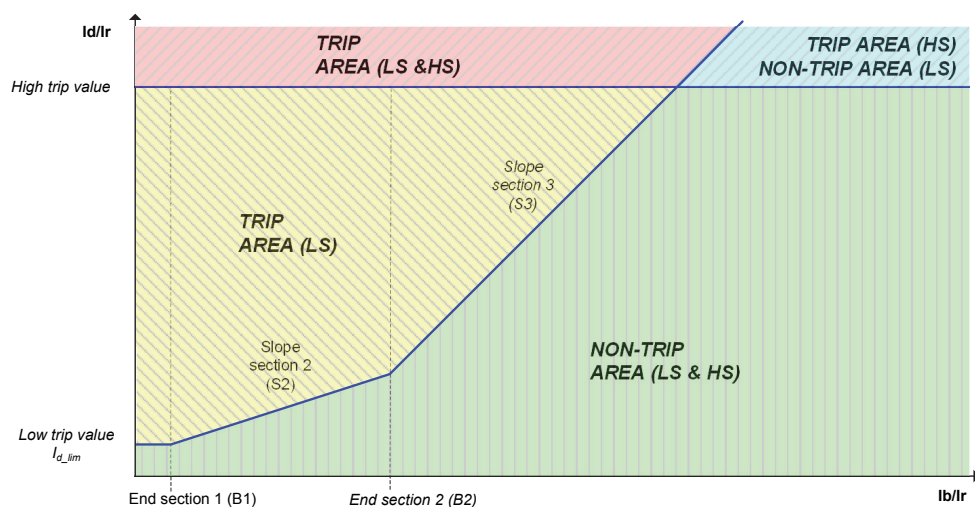 Id/Ir
TRIP
AREA (LS &HS)
TRIP AREA (HS)
NON-TRIP AREA (LS)
High trip value
Slope
section 3
(S3)
TRIP
AREA (LS)
Slope
section 2
(S2)
NON-TRIP
AREA (LS & HS)
Low trip value
I_d_lim
End section 1 (B1)
End section 2 (B2)
Ib/Ir